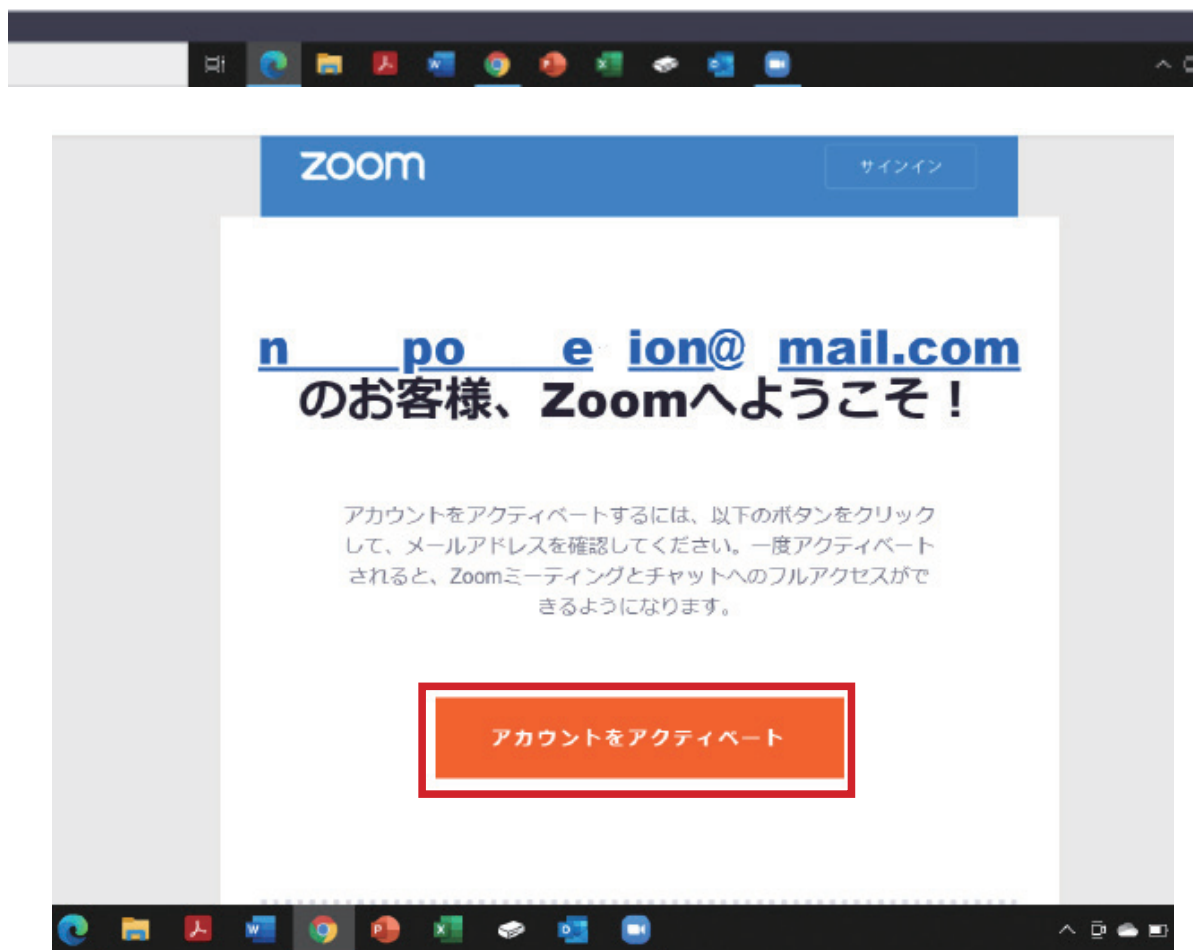 zoom
サインイン
n po e ion@ mail.com
のお客様、Zoomへようこそ！
アカウントをアクティベートするには、以下のボタンをクリック
して、メールアドレスを確認してください。一度アクティベート
されると、Zoomミーティングとチャットへのフルアクセスがで
きるようになります。
アカウントをアクティベート